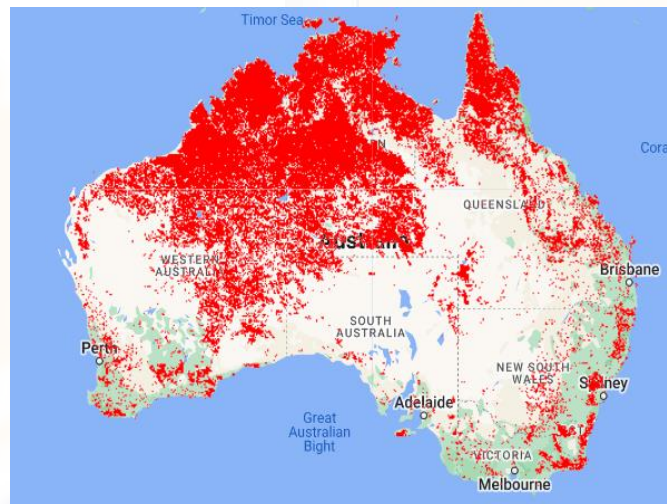 Timor Sea
Cora
QUEENSLAND
Australia
WESTERN
AUSTRALIA
Brisbane
SOUTH
AUSTRALIA
Perth
NEW SOUTH
WALES
Sydney
Adelaide
Great
Australian
Bight
VICTORIA
Melbourne